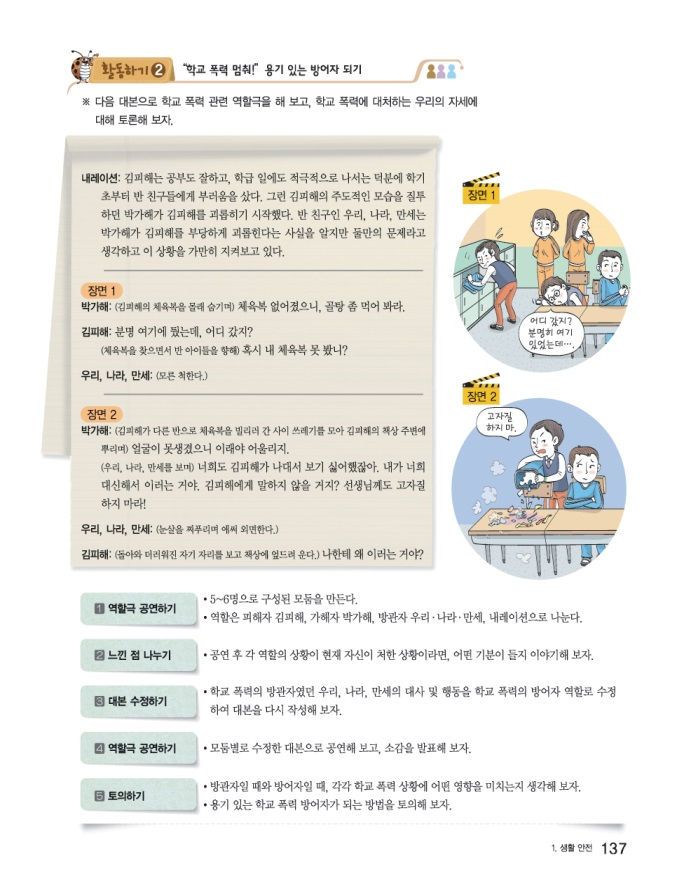 활동하기 2 "학교 폭력 멈춰!" 용기 있는 방어자 되기
※ 다음 대본으로 학교 폭력 관련 역할극을 해 보고, 학교 폭력에 대처하는 우리의 자세에
대해 토론해 보자.
내레이션: 김피해는 공부도 잘하고, 학급 일에도 적극적으로 나서는 덕분에 학기
초부터 반 친구들에게 부러움을 샀다. 그런 김피해의 주도적인 모습을 질투
하던 박가해가 김피해를 괴롭히기 시작했다. 반 친구인 우리, 나라, 만세는
박가해가 김피해를 부당하게 괴롭힌다는 사실을 알지만 둘만의 문제라고
생각하고 이 상황을 가만히 지켜보고 있다.
장면 1
박가해: (김피해의 체육복을 몰래 숨기며) 체육복 없어졌으니, 골탕 좀 먹어 봐라.
김피해: 분명 여기에 뒀는데, 어디 갔지?
(체육복을 찾으면서 반 아이들을 향해) 혹시 내 체육복 못 봤니?
우리, 나라, 만세: (모른 척한다.)
장면 2
박가해: (김피해가 다른 반으로 체육복을 빌리러 간 사이 쓰레기를 모아 김피해의 책상 주변에
뿌리며) 얼굴이 못생겼으니 이래야 어울리지.
(우리, 나라, 만세를 보며) 너희도 김피해가 나대서 보기 싫어했잖아. 내가 너희
대신해서 이러는 거야. 김피해에게 말하지 않을 거지? 선생님께도 고자질
하지 마라!
우리, 나라, 만세: (눈살을 찌푸리며 애써 외면한다.)
김피해: (돌아와 더러워진 자기 자리를 보고 책상에 엎드려 운다.) 나한테 왜 이러는 거야?
장면 1
어디 갔지?
분명히 여기
있었는데….
장면 2
고자질
하지 마.
1 역할극 공연하기
• 5~6명으로 구성된 모둠을 만든다.
• 역할은 피해자 김피해, 가해자 박가해, 방관자 우리·나라·만세, 내레이션으로 나눈다.
2 느낀 점 나누기
• 공연 후 각 역할의 상황이 현재 자신이 처한 상황이라면, 어떤 기분이 들지 이야기해 보자.
3 대본 수정하기
• 학교 폭력의 방관자였던 우리, 나라, 만세의 대사 및 행동을 학교 폭력의 방어자 역할로 수정
하여 대본을 다시 작성해 보자.
4 역할극 공연하기
• 모둠별로 수정한 대본으로 공연해 보고, 소감을 발표해 보자.
5 토의하기
• 방관자일 때와 방어자일 때, 각각 학교 폭력 상황에 어떤 영향을 미치는지 생각해 보자.
• 용기 있는 학교 폭력 방어자가 되는 방법을 토의해 보자.
1. 생활 안전 137